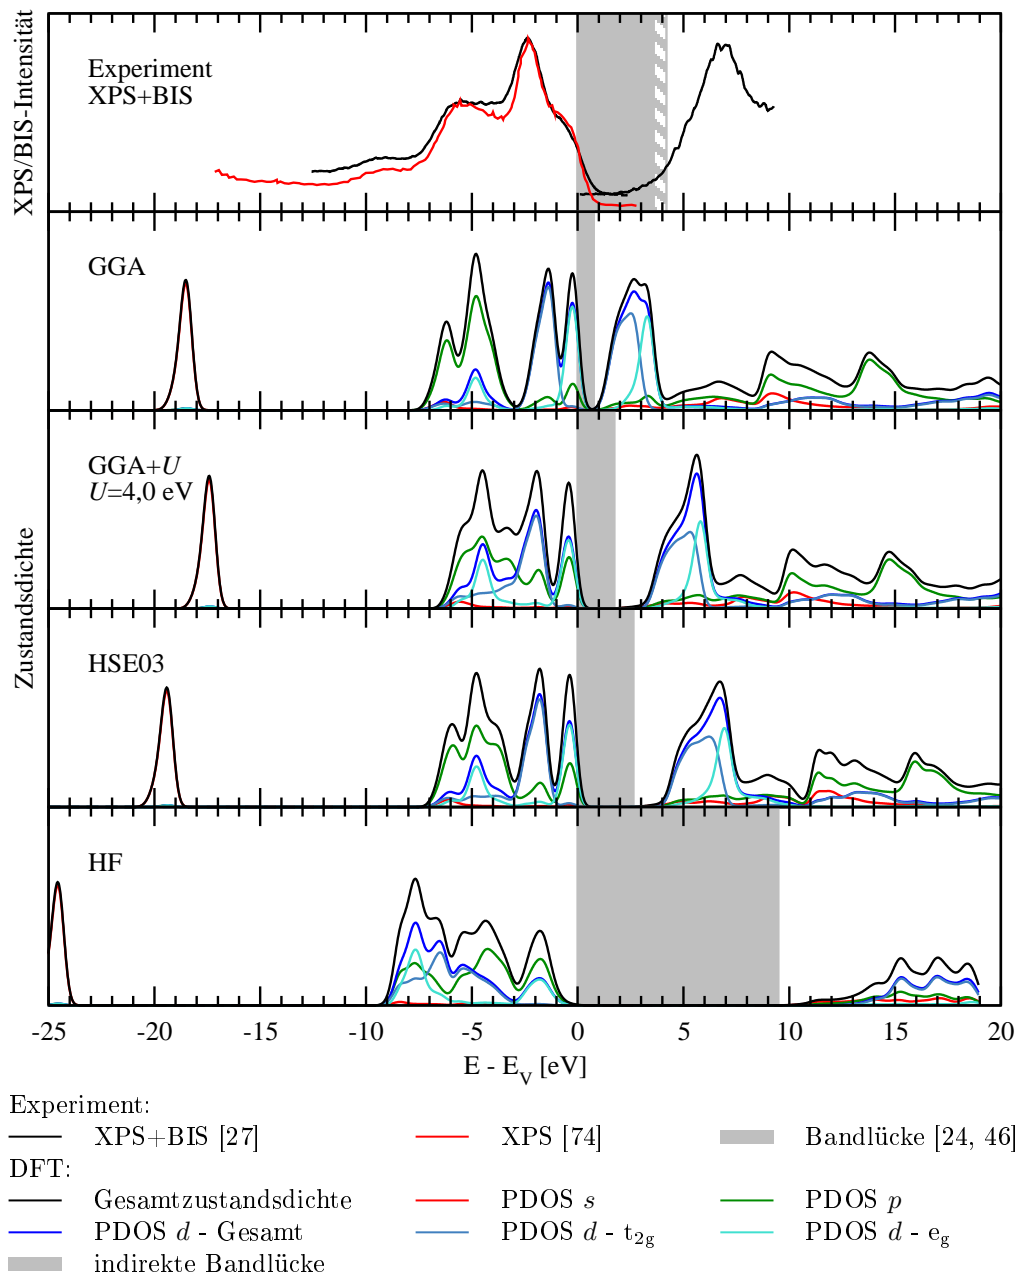 XPS/BIS-Intensität
Experiment
XPS+BIS
GGA
GGA+U
U=4,0 eV
Zustandsdichte
HSE03
HF
-25 -20 -15 -10 -5 0 5 10 15 20
E - E_V [eV]
Experiment:
XPS+BIS [27] XPS [74] Bandlücke [24, 46]
DFT:
Gesamtzustandsdichte PDOS s PDOS p
PDOS d - Gesamt PDOS d - t_2g PDOS d - e_g
indirekte Bandlücke